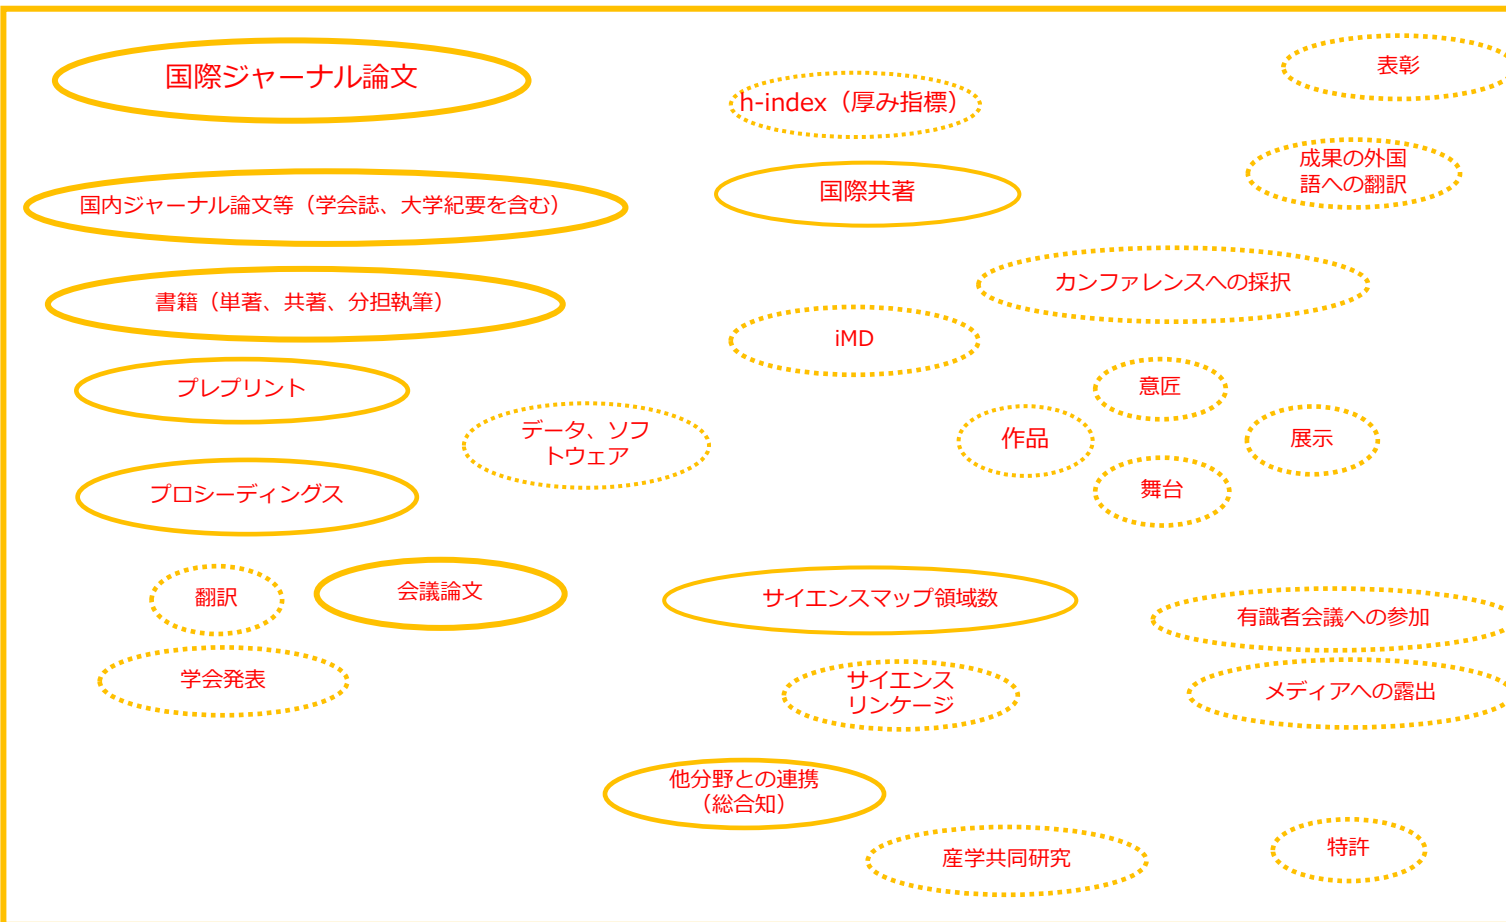 国際ジャーナル論文
表彰
h-index（厚み指標）
成果の外国
語への翻訳
国際共著
国内ジャーナル論文等（学会誌、大学紀要を含む）
カンファレンスへの採択
書籍（単著、共著、分担執筆）
iMD
プレプリント
意匠
データ、ソフ
トウェア
作品
展示
舞台
プロシーディングス
翻訳
会議論文
サイエンスマップ領域数
有識者会議への参加
学会発表
サイエンス
リンケージ
メディアへの露出
他分野との連携
（総合知）
産学共同研究
特許